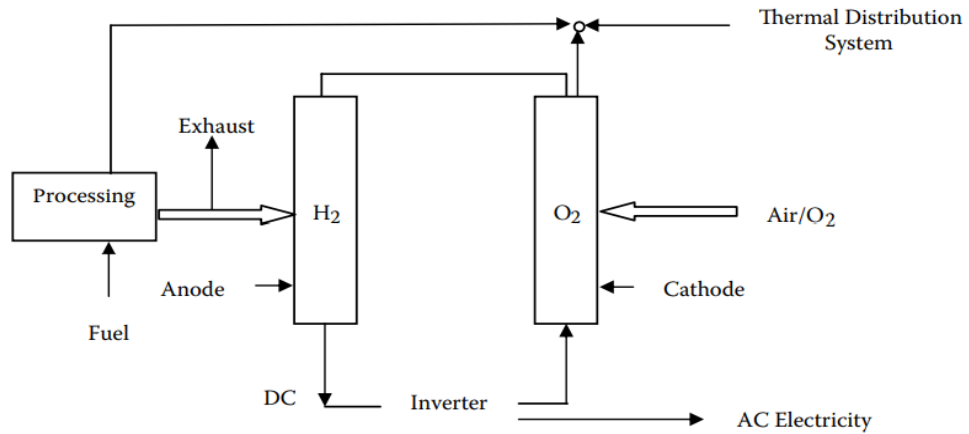 Thermal Distribution
System
Exhaust
Processing
H2
O2
Air/O2
Anode
Cathode
Fuel
DC
Inverter
AC Electricity